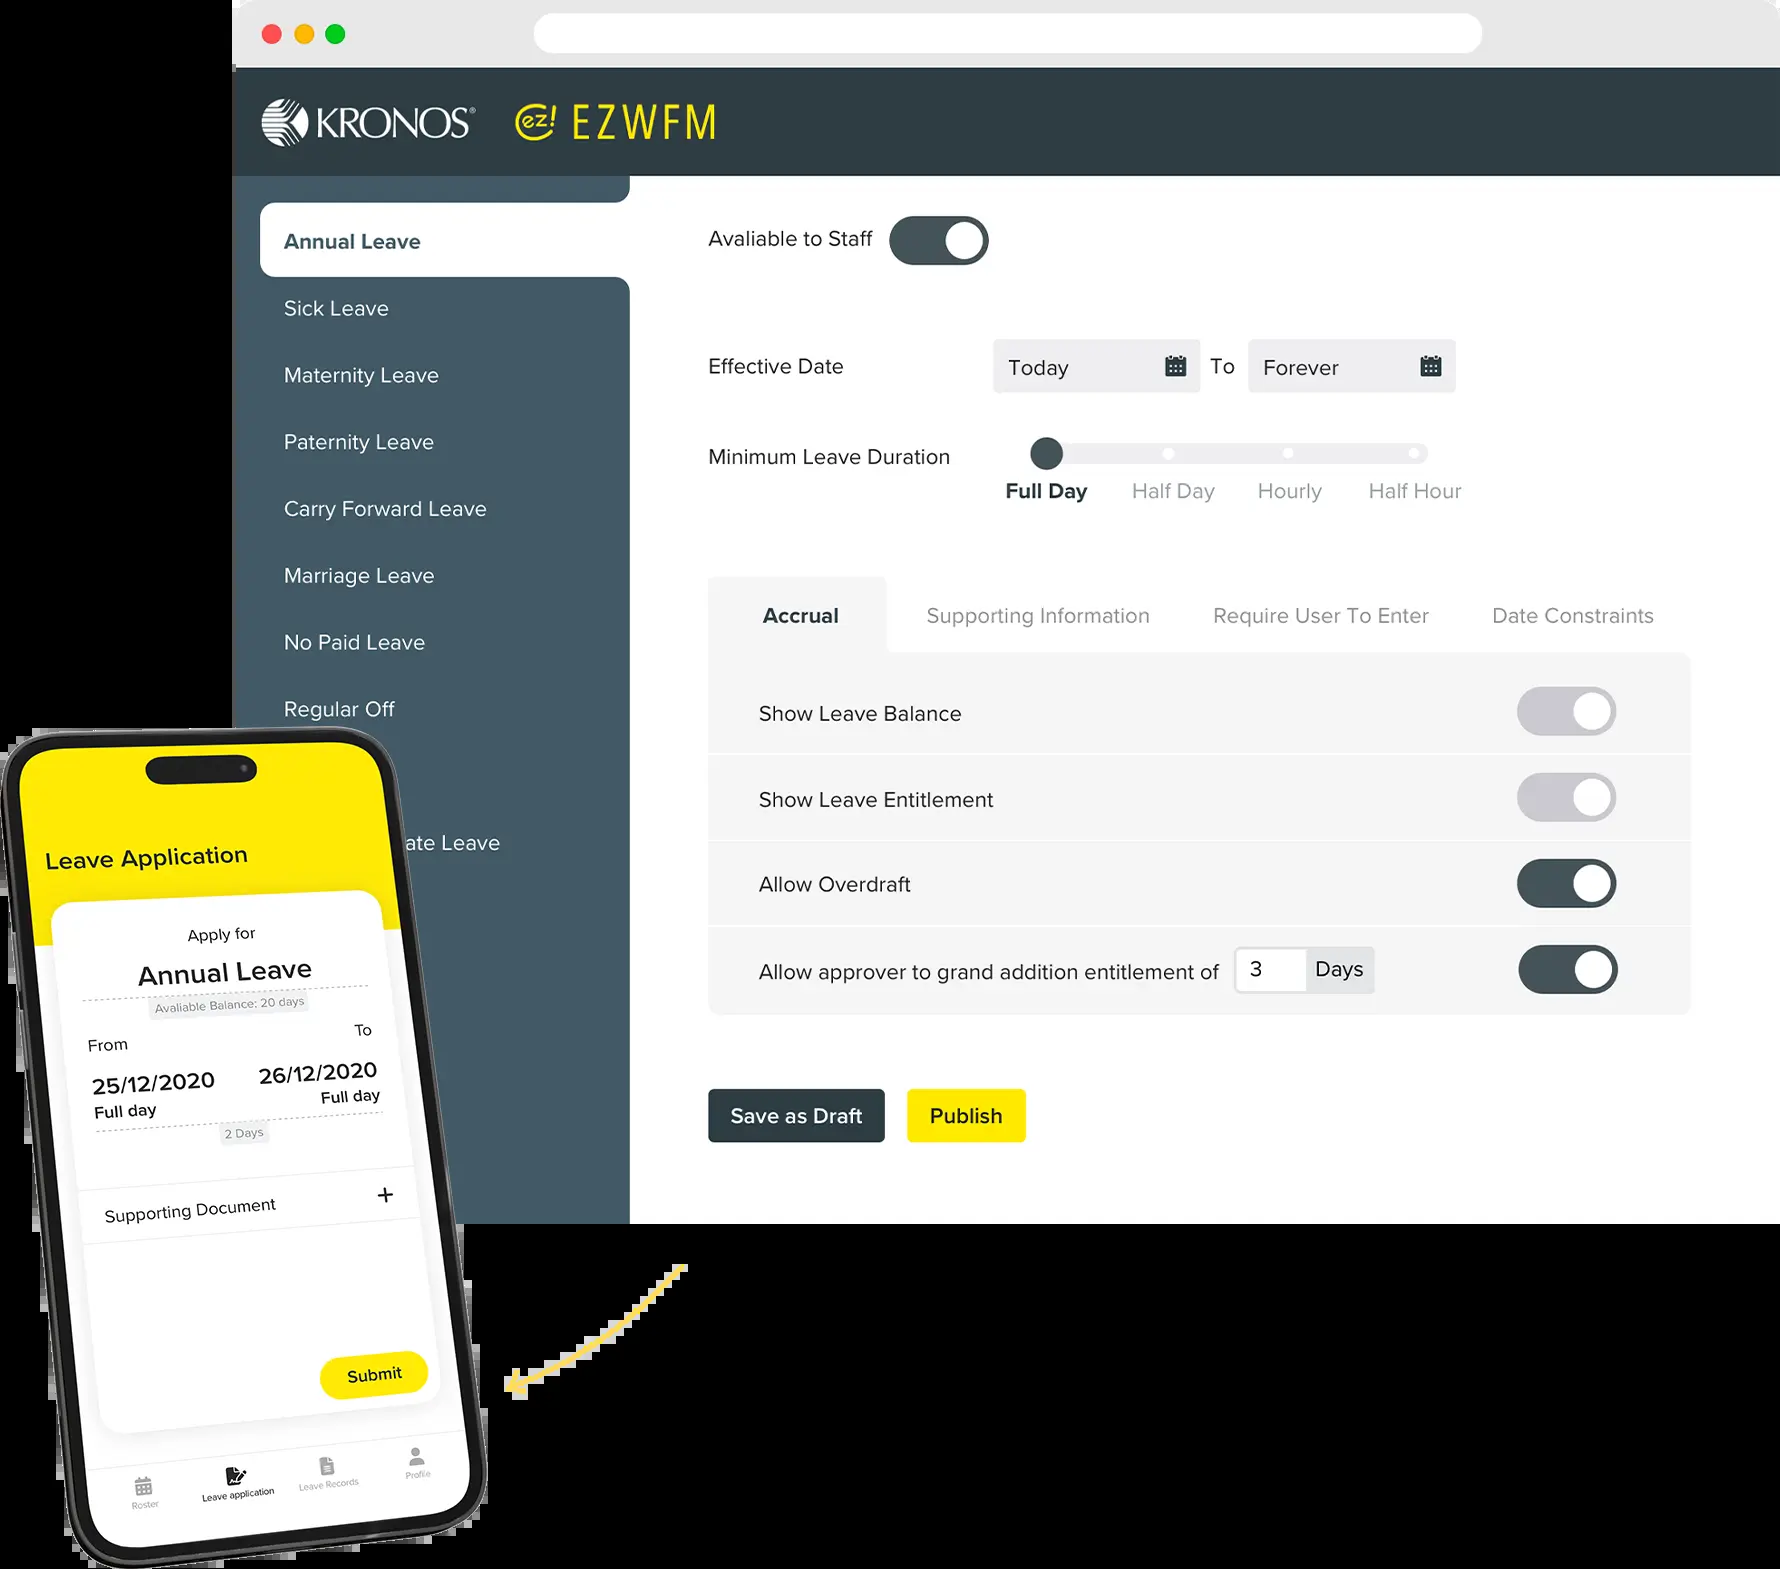 KRONOS®
ez! EZWFM
Annual Leave
Sick Leave
Maternity Leave
Paternity Leave
Carry Forward Leave
Marriage Leave
No Paid Leave
Regular Off
ate Leave
Avaliable to Staff
Effective Date
Today
To
Forever
Minimum Leave Duration
Full Day
Half Day
Hourly
Half Hour
Accrual
Supporting Information
Require User To Enter
Date Constraints
Show Leave Balance
Show Leave Entitlement
Allow Overdraft
Allow approver to grand addition entitlement of
3
Days
Save as Draft
Publish
Leave Application
Apply for
Annual Leave
Avaliable Balance: 20 days
From
To
25/12/2020
26/12/2020
Full day
Full day
2 Days
Supporting Document
+
Submit
Roster
Leave application
Leave Records
Profile